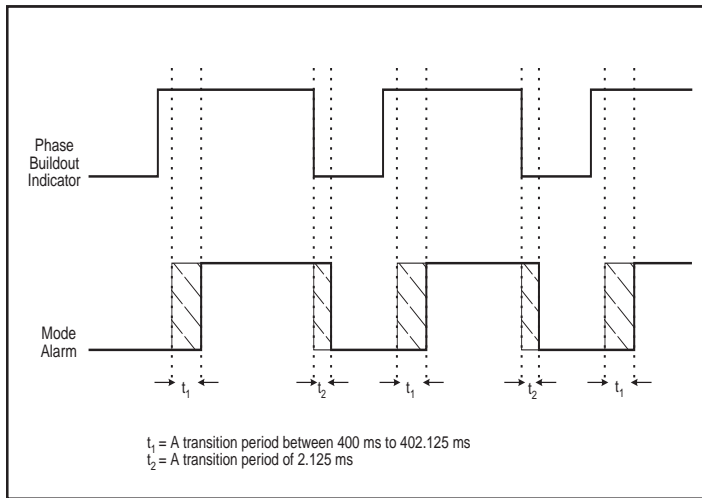 Phase
Buildout
Indicator
Mode
Alarm
t1
t2
t1
t2
t1
t1 = A transition period between 400 ms to 402.125 ms
t2 = A transition period of 2.125 ms